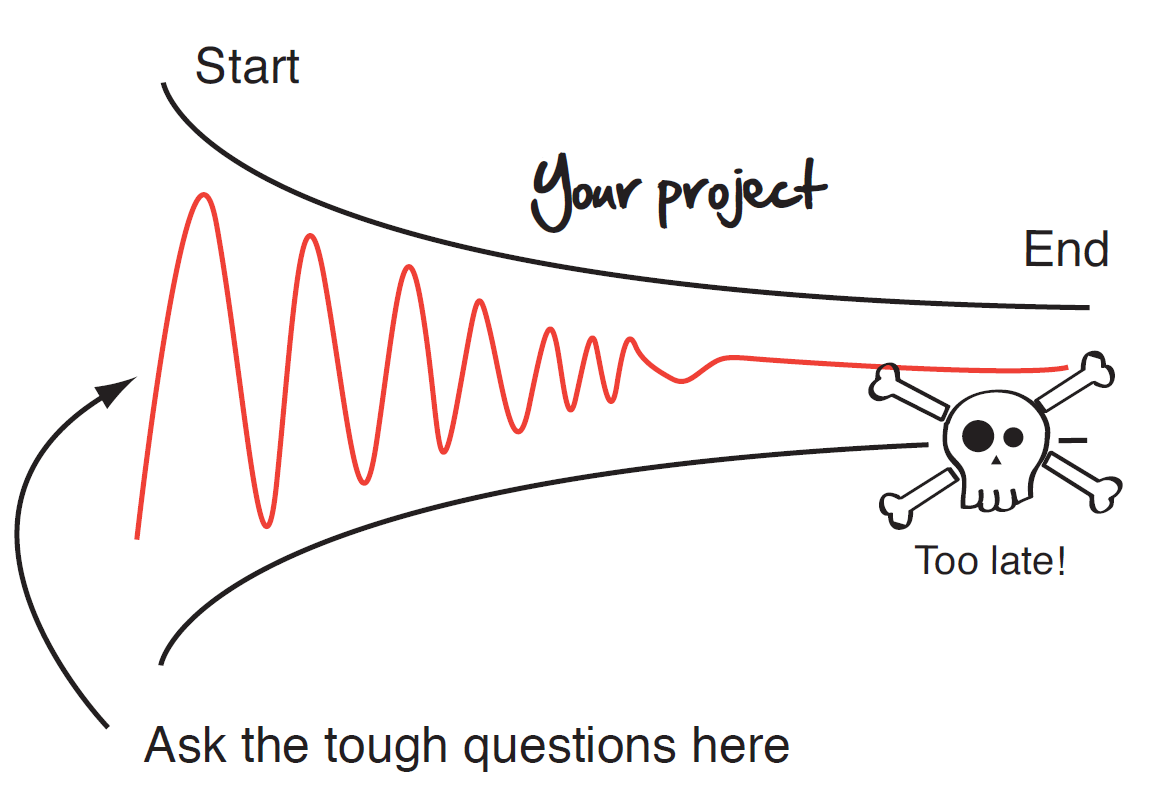 Start
Your project
End
Too late!
Ask the tough questions here